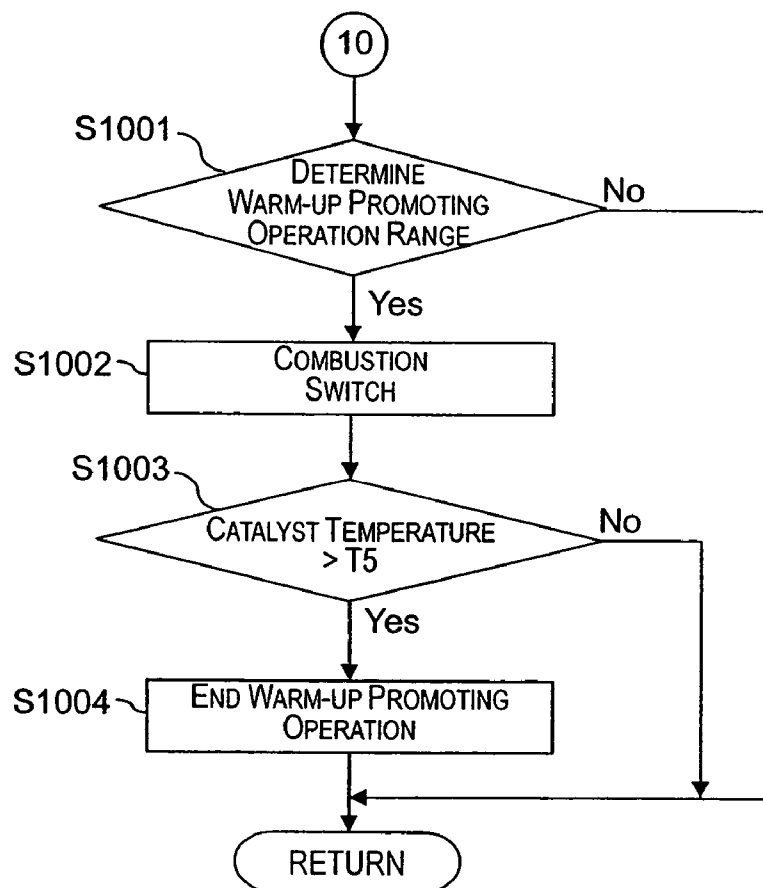 10
S1001
DETERMINE
WARM-UP PROMOTING
OPERATION RANGE
No
Yes
S1002
COMBUSTION
SWITCH
S1003
CATALYST TEMPERATURE
> T5
No
Yes
S1004
END WARM-UP PROMOTING
OPERATION
RETURN